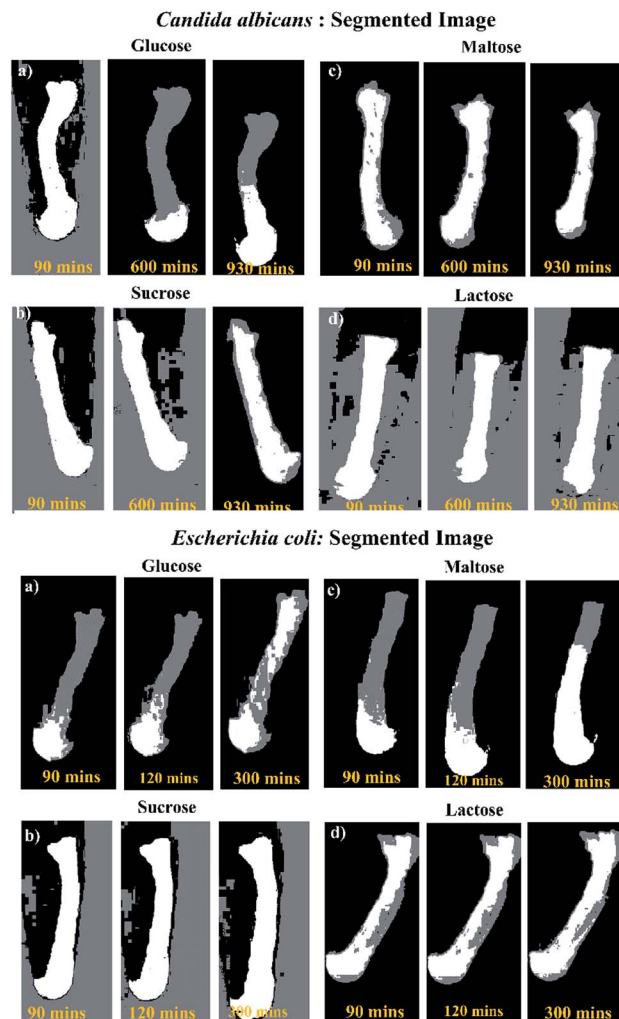 Candida albicans : Segmented Image
Glucose
Maltose
a)
c)
90 mins
600 mins
930 mins
90 mins
600 mins
930 mins
Sucrose
Lactose
b)
d)
90 mins
600 mins
930 mins
90 mins
600 mins
930 mins
Escherichia coli: Segmented Image
Glucose
Maltose
a)
c)
90 mins
120 mins
300 mins
90 mins
120 mins
300 mins
Sucrose
Lactose
b)
d)
90 mins
120 mins
300 mins
90 mins
120 mins
300 mins